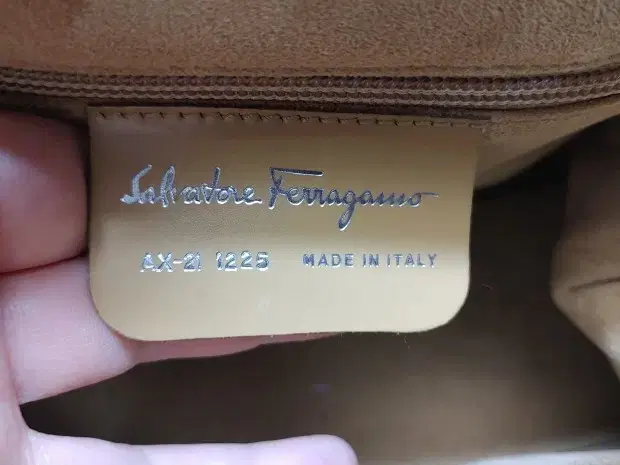 Salvatore Ferragamo
AX-21 1225 MADE IN ITALY